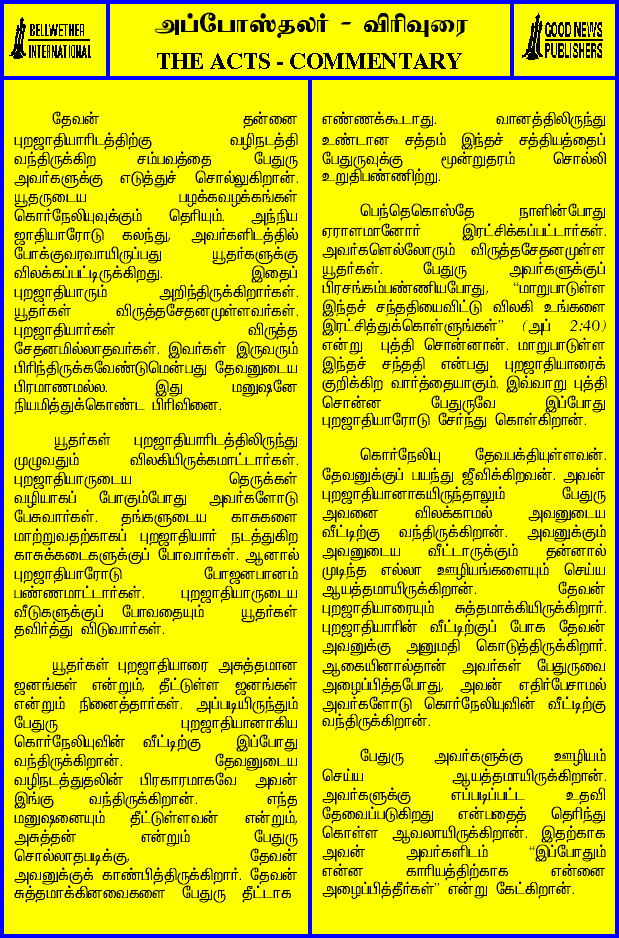 BELLWETHER
INTERNATIONAL
அப்போஸ்தலர் - விரிவுரை
THE ACTS - COMMENTARY
GOOD NEWS
PUBLISHERS
தேவன் தன்னை
புறஜாதியாரிடத்திற்கு வழிநடத்தி
வந்திருக்கிற சம்பவத்தை பேதுரு
அவர்களுக்கு எடுத்துச் சொல்லுகிறான்.
யூதருடைய பழக்கவழக்கங்கள்
கொர்நேலியுவுக்கும் தெரியும். அந்நிய
ஜாதியாரோடு கலந்து, அவர்களிடத்தில்
போக்குவரவாயிருப்பது யூதர்களுக்கு
விலக்கப்பட்டிருக்கிறது. இதைப்
புறஜாதியாரும் அறிந்திருக்கிறார்கள்.
யூதர்கள் விருத்தசேதனமுள்ளவர்கள்.
புறஜாதியார்கள் விருத்த
சேதனமில்லாதவர்கள். இவர்கள் இருவரும்
பிரிந்திருக்கவேண்டுமென்பது தேவனுடைய
பிரமாணமல்ல. இது மனுஷனே
நியமித்துக்கொண்ட பிரிவினை.
யூதர்கள் புறஜாதியாரிடத்திலிருந்து
முழுவதும் விலகியிருக்கமாட்டார்கள்.
புறஜாதியாருடைய தெருக்கள்
வழியாகப் போகும்போது அவர்களோடு
பேசுவார்கள். தங்களுடைய காசுகளை
மாற்றுவதற்காகப் புறஜாதியார் நடத்துகிற
காசுக்கடைகளுக்குப் போவார்கள். ஆனால்
புறஜாதியாரோடு போஜனபானம்
பண்ணமாட்டார்கள். புறஜாதியாருடைய
வீடுகளுக்குப் போவதையும் யூதர்கள்
தவிர்த்து விடுவார்கள்.
யூதர்கள் புறஜாதியாரை அசுத்தமான
ஜனங்கள் என்றும், தீட்டுள்ள ஜனங்கள்
என்றும் நினைத்தார்கள். அப்படியிருந்தும்
பேதுரு புறஜாதியானாகிய
கொர்நேலியுவின் வீட்டிற்கு இப்போது
வந்திருக்கிறான். தேவனுடைய
வழிநடத்துதலின் பிரகாரமாகவே அவன்
இங்கு வந்திருக்கிறான். எந்த
மனுஷனையும் தீட்டுள்ளவன் என்றும்,
அசுத்தன் என்றும் பேதுரு
சொல்லாதபடிக்கு, தேவன்
அவனுக்குக் காண்பித்திருக்கிறார். தேவன்
சுத்தமாக்கினவைகளை பேதுரு தீட்டாக
எண்ணக்கூடாது. வானத்திலிருந்து
உண்டான சத்தம் இந்தச் சத்தியத்தைப்
பேதுருவுக்கு மூன்றுதரம் சொல்லி
உறுதிபண்ணிற்று.
பெந்தெகொஸ்தே நாளின்போது
ஏராளமானோர் இரட்சிக்கப்பட்டார்கள்.
அவர்களெல்லோரும் விருத்தசேதனமுள்ள
யூதர்கள். பேதுரு அவர்களுக்குப்
பிரசங்கம்பண்ணியபோது, “மாறுபாடுள்ள
இந்தச் சந்ததியைவிட்டு விலகி உங்களை
இரட்சித்துக்கொள்ளுங்கள்” (அப் 2:40)
என்று புத்தி சொன்னான். மாறுபாடுள்ள
இந்தச் சந்ததி என்பது புறஜாதியாரைக்
குறிக்கிற வார்த்தையாகும். இவ்வாறு புத்தி
சொன்ன பேதுருவே இப்போது
புறஜாதியாரோடு சேர்ந்து கொள்கிறான்.
கொர்நேலியு தேவபக்தியுள்ளவன்.
தேவனுக்குப் பயந்து ஜீவிக்கிறவன். அவன்
புறஜாதியானாகயிருந்தாலும் பேதுரு
அவனை விலக்காமல் அவனுடைய
வீட்டிற்கு வந்திருக்கிறான். அவனுக்கும்
அவனுடைய வீட்டாருக்கும் தன்னால்
முடிந்த எல்லா ஊழியங்களையும் செய்ய
ஆயத்தமாயிருக்கிறான். தேவன்
புறஜாதியாரையும் சுத்தமாக்கியிருக்கிறார்.
புறஜாதியாரின் வீட்டிற்குப் போக தேவன்
அவனுக்கு அனுமதி கொடுத்திருக்கிறார்.
ஆகையினால்தான் அவர்கள் பேதுருவை
அழைப்பித்தபோது, அவன் எதிர்பேசாமல்
அவர்களோடு கொர்நேலியுவின் வீட்டிற்கு
வந்திருக்கிறான்.
பேதுரு அவர்களுக்கு ஊழியம்
செய்ய ஆயத்தமாயிருக்கிறான்.
அவர்களுக்கு எப்படிப்பட்ட உதவி
தேவைப்படுகிறது என்பதைத் தெரிந்து
கொள்ள ஆவலாயிருக்கிறான். இதற்காக
அவன் அவர்களிடம் “இப்போதும்
என்ன காரியத்திற்காக என்னை
அழைப்பித்தீர்கள்” என்று கேட்கிறான்.